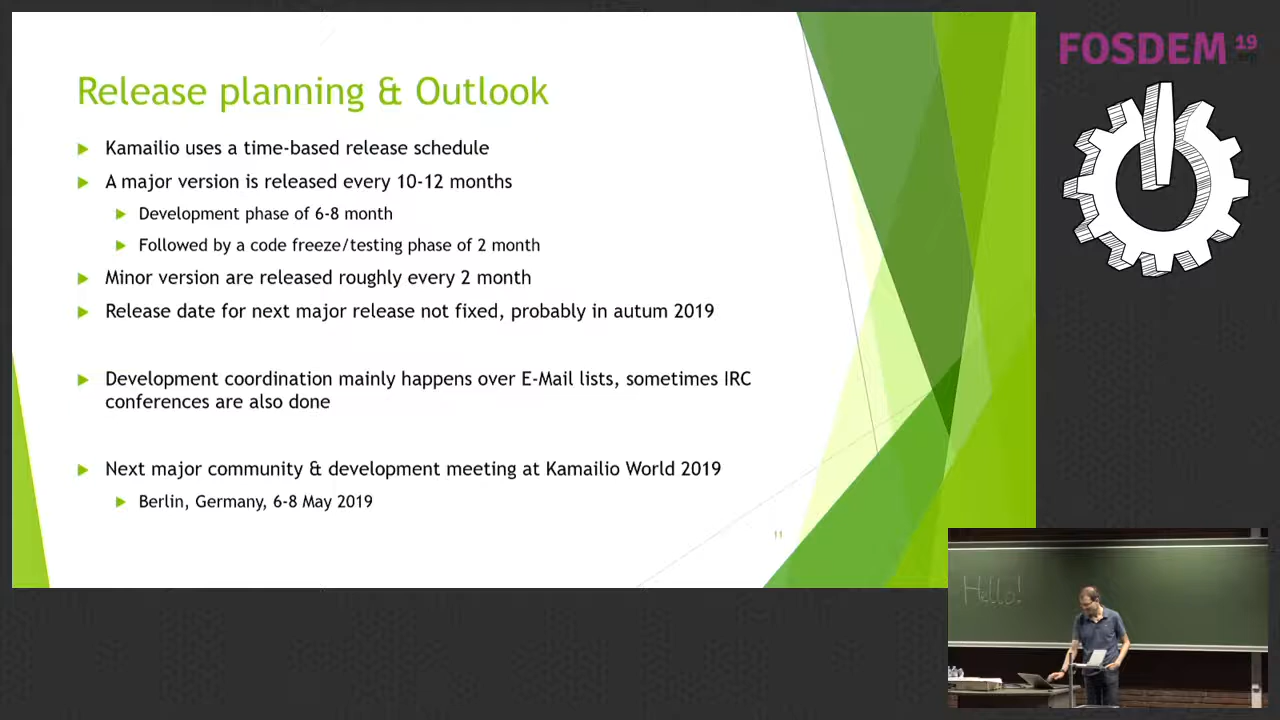 Release planning & Outlook
Kamailio uses a time-based release schedule
A major version is released every 10-12 months
Development phase of 6-8 month
Followed by a code freeze/testing phase of 2 month
Minor version are released roughly every 2 month
Release date for next major release not fixed, probably in autum 2019
Development coordination mainly happens over E-Mail lists, sometimes IRC
conferences are also done
Next major community & development meeting at Kamailio World 2019
Berlin, Germany, 6-8 May 2019
11
FOSDEM 19
Hello!